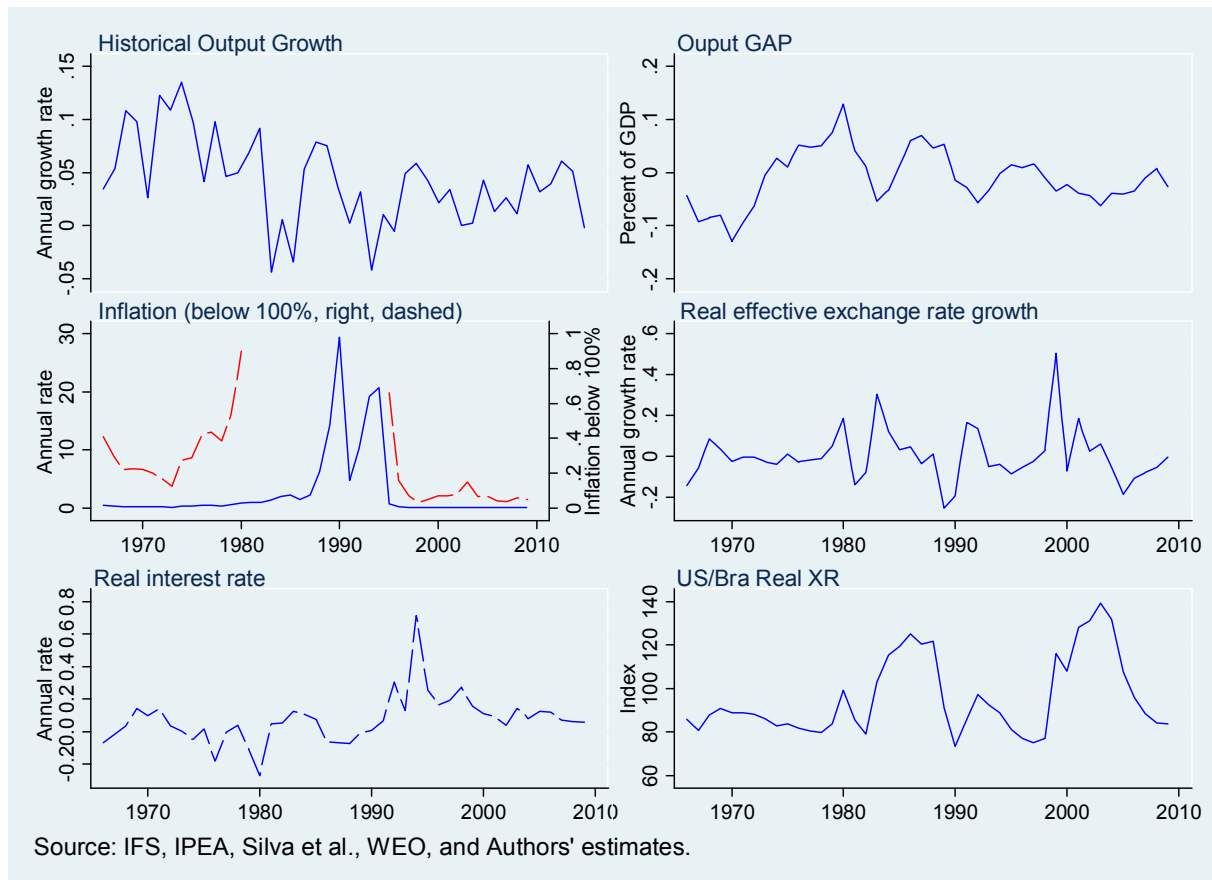 Historical Output Growth
Annual growth rate
.15
.1
.05
0
-.05
Ouput GAP
Percent of GDP
.2
.1
0
-.1
-.2
Inflation (below 100%, right, dashed)
Annual rate
30
20
10
0
1
.8
.6
.4
.2
0
Inflation below 100%
1970 1980 1990 2000 2010
Real effective exchange rate growth
Annual growth rate
.6
.4
.2
0
-.2
1970 1980 1990 2000 2010
Real interest rate
Annual rate
0.8
0.6
0.4
0.2
0.0
-0.2
1970 1980 1990 2000 2010
US/Bra Real XR
Index
140
120
100
80
60
1970 1980 1990 2000 2010
Source: IFS, IPEA, Silva et al., WEO, and Authors' estimates.